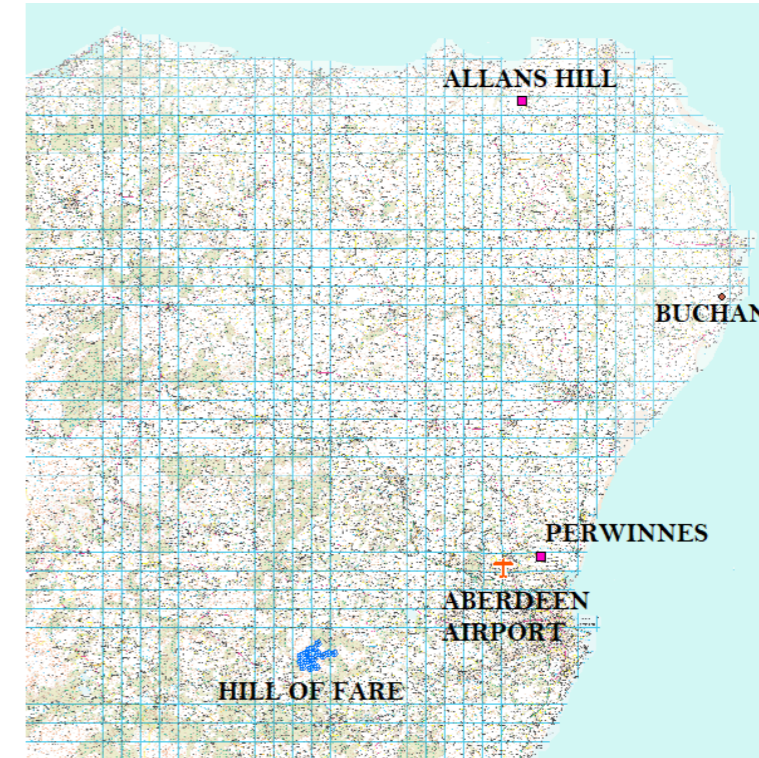 ALLANS HILL
BUCHAN
PERWINNES
ABERDEEN
AIRPORT
HILL OF FARE